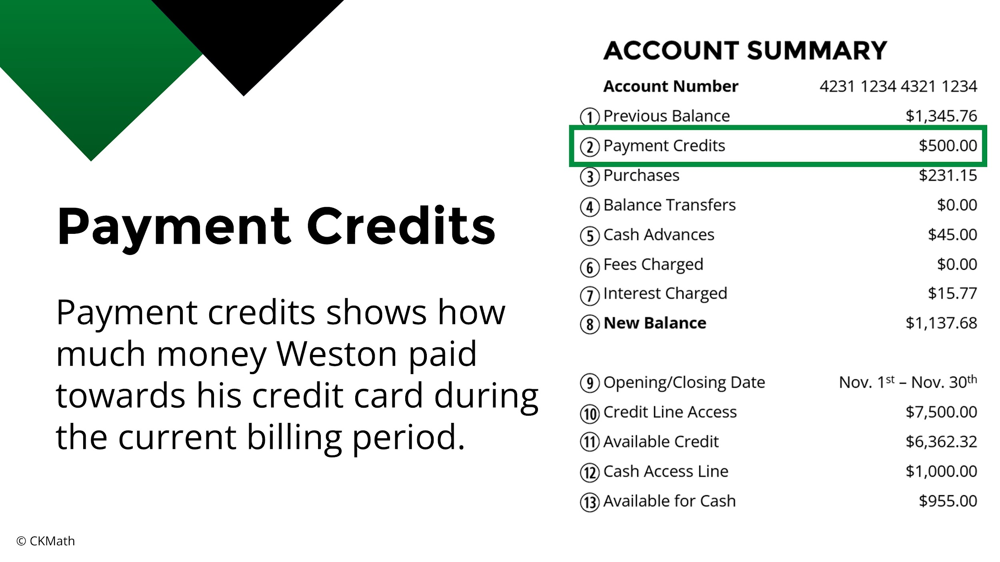 Payment Credits
Payment credits shows how
much money Weston paid
towards his credit card during
the current billing period.
ACCOUNT SUMMARY
Account Number 4231 1234 4321 1234
① Previous Balance $1,345.76
② Payment Credits $500.00
③ Purchases $231.15
④ Balance Transfers $0.00
⑤ Cash Advances $45.00
⑥ Fees Charged $0.00
⑦ Interest Charged $15.77
⑧ New Balance $1,137.68
⑨ Opening/Closing Date Nov. 1st – Nov. 30th
⑩ Credit Line Access $7,500.00
⑪ Available Credit $6,362.32
⑫ Cash Access Line $1,000.00
⑬ Available for Cash $955.00
© CKMath